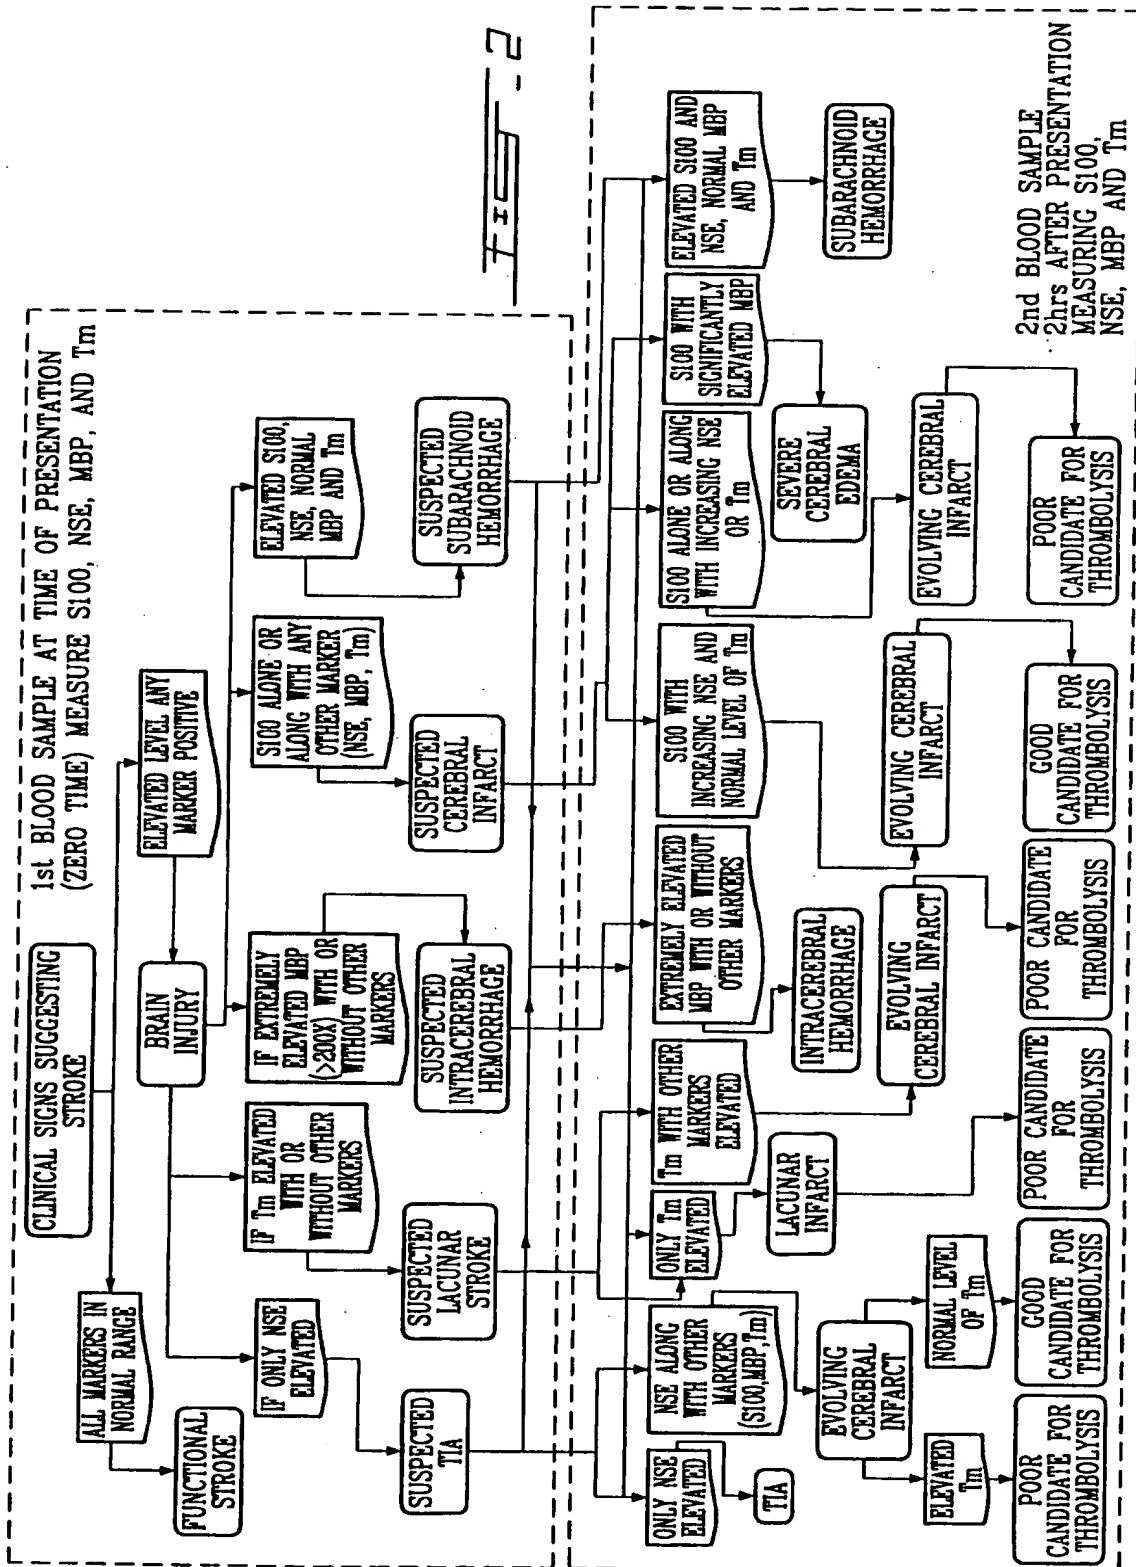 1st BLOOD SAMPLE AT TIME OF PRESENTATION
(ZERO TIME) MEASURE S100, NSE, MBP, AND Tm
CLINICAL SIGNS SUGGESTING
STROKE
ALL MARKERS IN
NORMAL RANGE
ELEVATED LEVEL ANY
MARKER POSITIVE
FUNCTIONAL
STROKE
BRAIN
INJURY
IF ONLY NSE
ELEVATED
IF Tm ELEVATED
WITH OR
WITHOUT OTHER
MARKERS
IF EXTREMELY
ELEVATED MBP
(>200X) WITH OR
WITHOUT OTHER
MARKERS
S100 ALONE OR
ALONG WITH ANY
OTHER MARKER
(NSE, MBP, Tm)
ELEVATED S100,
NSE, NORMAL
MBP AND Tm
SUSPECTED
TIA
SUSPECTED
LACUNAR
STROKE
SUSPECTED
INTRACEREBRAL
HEMORRHAGE
SUSPECTED
CEREBRAL
INFARCT
SUSPECTED
SUBARACHNOID
HEMORRHAGE
FIG - 2
ONLY NSE
ELEVATED
NSE ALONG
WITH OTHER
MARKERS
(S100,MBP,Tm)
ONLY Tm
ELEVATED
Tm WITH OTHER
MARKERS
ELEVATED
EXTREMELY ELEVATED
MBP WITH OR WITHOUT
OTHER MARKERS
S100 WITH
INCREASING NSE AND
NORMAL LEVEL OF Tm
S100 ALONE OR ALONG
WITH INCREASING NSE
OR Tm
S100 WITH
SIGNIFICANTLY
ELEVATED MBP
ELEVATED S100 AND
NSE, NORMAL MBP
AND Tm
TIA
EVOLVING
CEREBRAL
INFARCT
LACUNAR
INFARCT
INTRACEREBRAL
HEMORRHAGE
SEVERE
CEREBRAL
EDEMA
SUBARACHNOID
HEMORRHAGE
EVOLVING
CEREBRAL INFARCT
EVOLVING CEREBRAL
INFARCT
EVOLVING CEREBRAL
INFARCT
ELEVATED
Tm
NORMAL LEVEL
OF Tm
POOR
CANDIDATE FOR
THROMBOLYSIS
GOOD
CANDIDATE FOR
THROMBOLYSIS
POOR CANDIDATE
FOR
THROMBOLYSIS
POOR CANDIDATE
FOR
THROMBOLYSIS
GOOD
CANDIDATE FOR
THROMBOLYSIS
POOR
CANDIDATE FOR
THROMBOLYSIS
2nd BLOOD SAMPLE
2hrs AFTER PRESENTATION
MEASURING S100,
NSE, MBP AND Tm